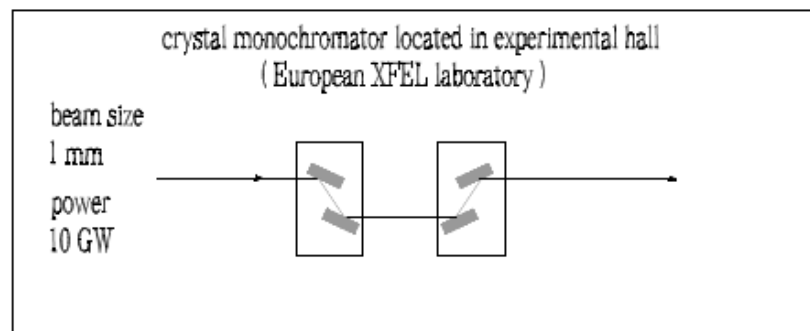 crystal monochromator located in experimental hall
( European XFEL laboratory )
beam size
1 mm
power
10 GW